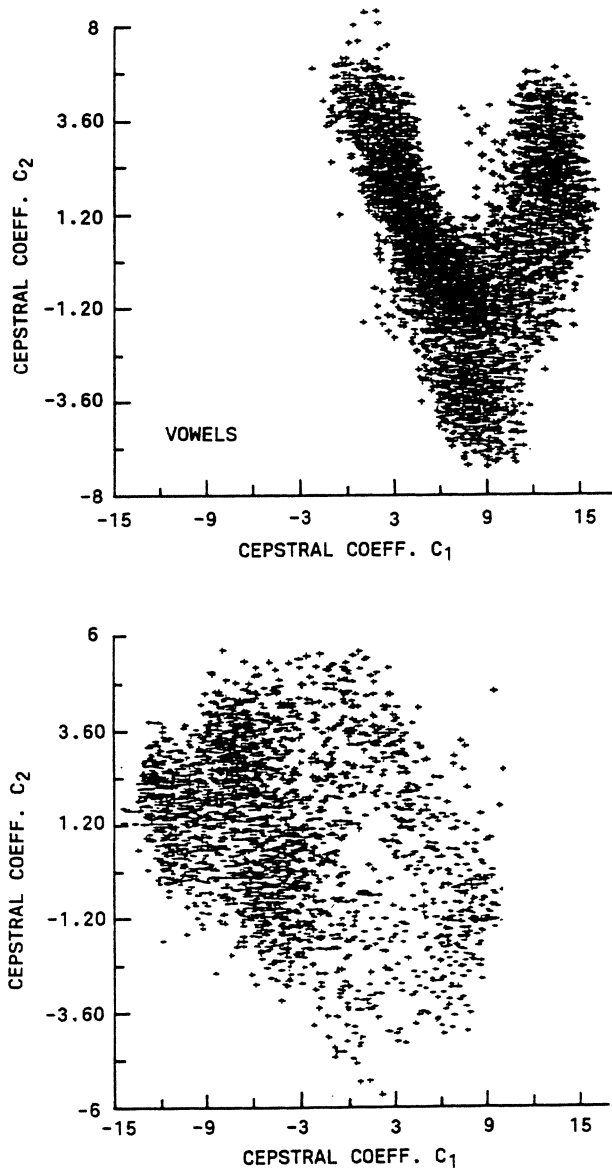 8
3.60
1.20
-1.20
-3.60
-8
CEPSTRAL COEFF. C2
VOWELS
-15 -9 -3 3 9 15
CEPSTRAL COEFF. C1
6
3.60
1.20
-1.20
-3.60
-6
CEPSTRAL COEFF. C2
-15 -9 -3 3 9 15
CEPSTRAL COEFF. C1